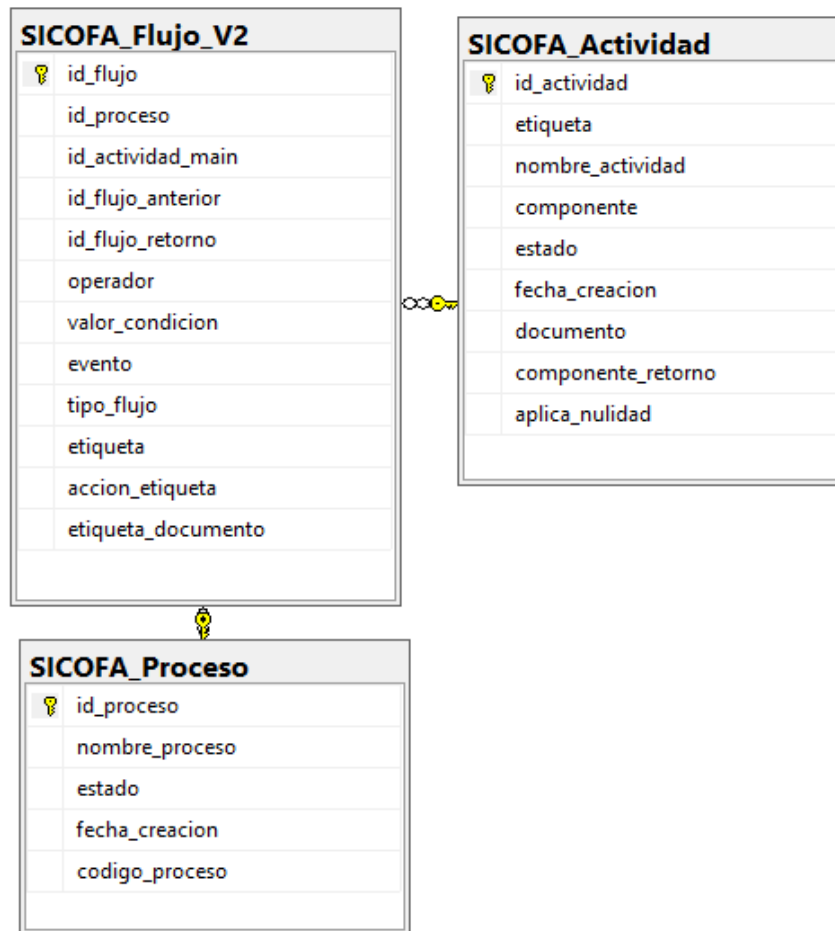 SICOFA_Flujo_V2
id_flujo
id_proceso
id_actividad_main
id_flujo_anterior
id_flujo_retorno
operador
valor_condicion
evento
tipo_flujo
etiqueta
accion_etiqueta
etiqueta_documento
SICOFA_Actividad
id_actividad
etiqueta
nombre_actividad
componente
estado
fecha_creacion
documento
componente_retorno
aplica_nulidad
SICOFA_Proceso
id_proceso
nombre_proceso
estado
fecha_creacion
codigo_proceso